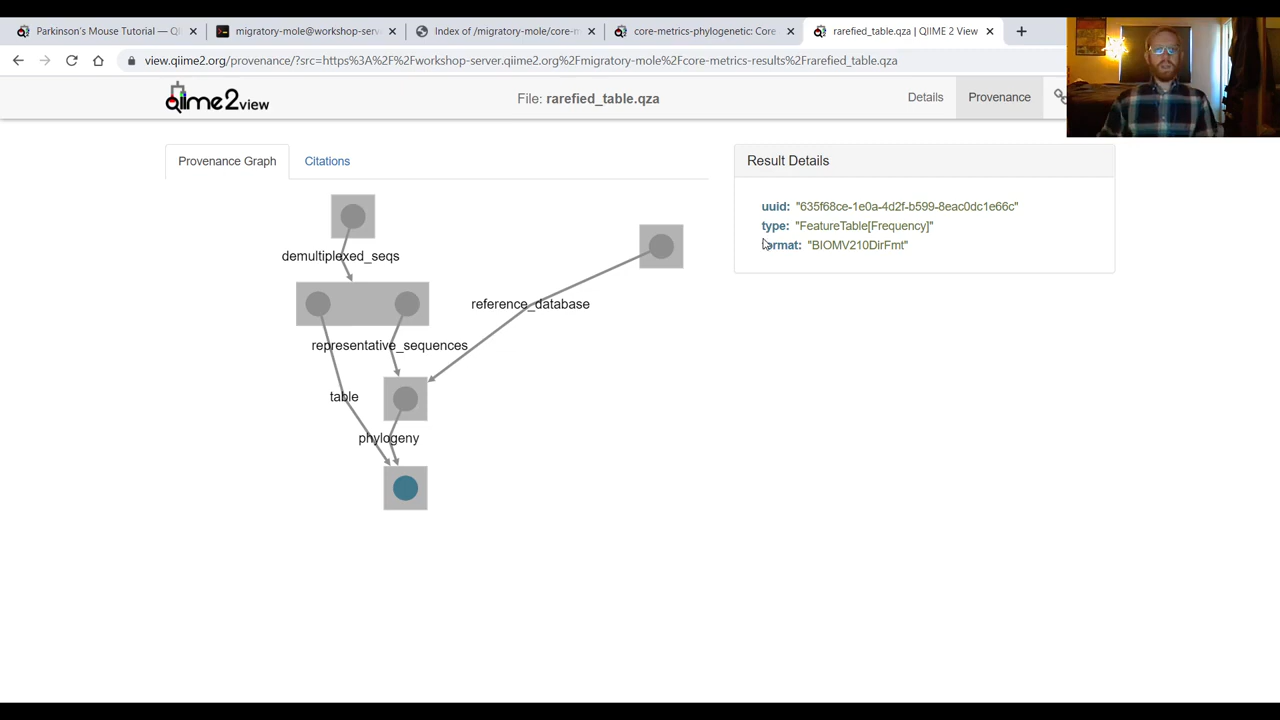 Parkinson's Mouse Tutorial — Qi
migratory-mole@workshop-ser
Index of /migratory-mole/core-m
core-metrics-phylogenetic: Core
rarefied_table.qza | QIIME 2 View
view.qiime2.org/provenance/?src=https%3A%2F%2Fworkshop-server.qiime2.org%2Fmigratory-mole%2Fcore-metrics-results%2Frarefied_table.qza
qiime2view
File: rarefied_table.qza
Details
Provenance
Provenance Graph
Citations
Result Details
uuid: "635f68ce-1e0a-4d2f-b599-8eac0dc1e66c"
type: "FeatureTable[Frequency]"
format: "BIOMV210DirFmt"
demultiplexed_seqs
reference_database
representative_sequences
table
phylogeny